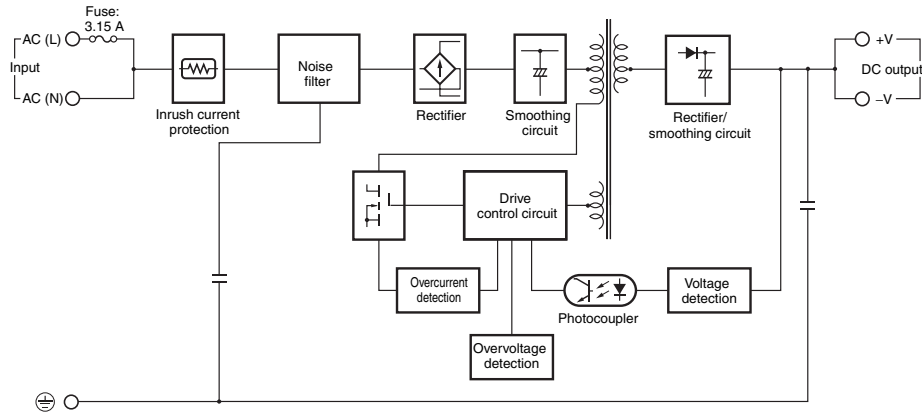 Fuse:
3.15 A
AC (L)
Input
AC (N)
Inrush current
protection
Noise
filter
Rectifier
Smoothing
circuit
Rectifier/
smoothing circuit
+V
DC output
–V
Drive
control circuit
Overcurrent
detection
Overvoltage
detection
Photocoupler
Voltage
detection